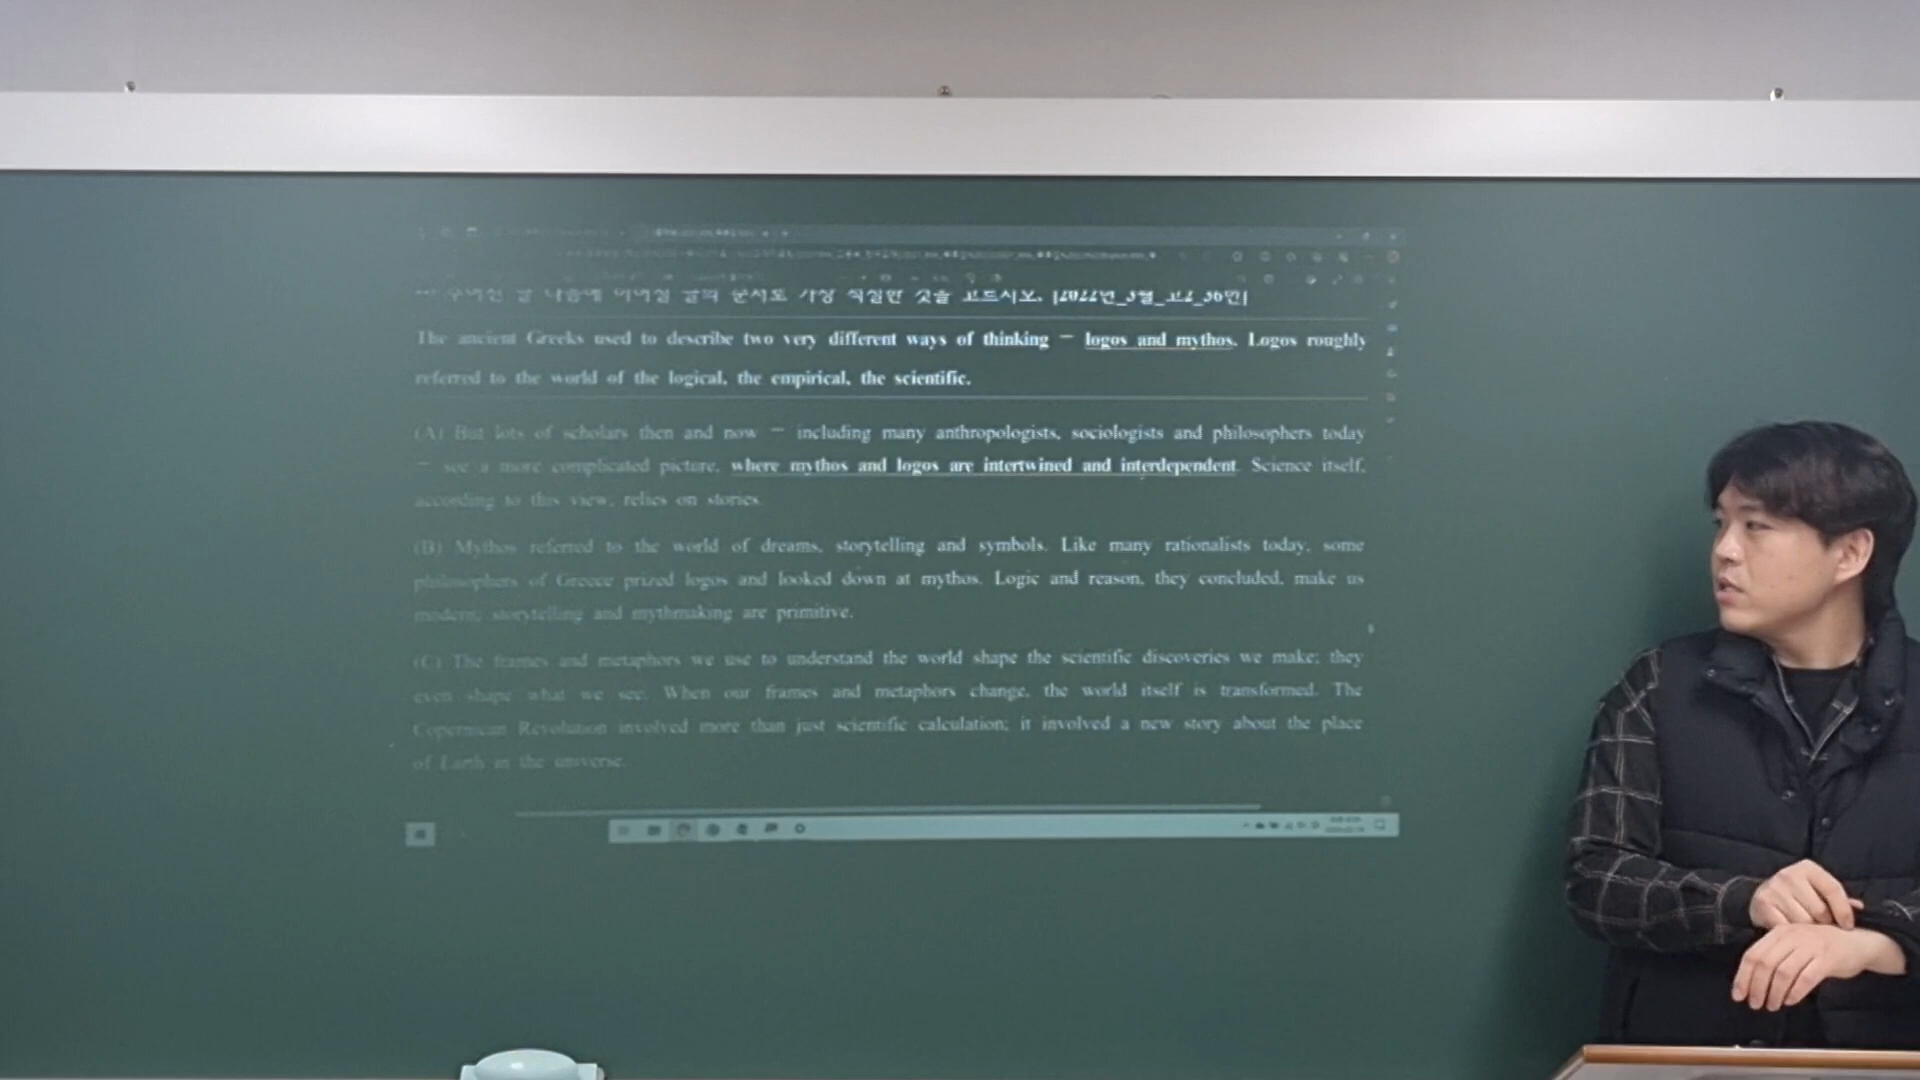 주어진 글 다음에 이어질 글의 순서로 가장 적절한 것을 고르시오. [2022년_3월_고2_36번]
The ancient Greeks used to describe two very different ways of thinking — logos and mythos. Logos roughly
referred to the world of the logical, the empirical, the scientific.
(A) But lots of scholars then and now — including many anthropologists, sociologists and philosophers today
— see a more complicated picture, where mythos and logos are intertwined and interdependent. Science itself,
according to this view, relies on stories.
(B) Mythos referred to the world of dreams, storytelling and symbols. Like many rationalists today, some
philosophers of Greece prized logos and looked down at mythos. Logic and reason, they concluded, make us
modern; storytelling and mythmaking are primitive.
(C) The frames and metaphors we use to understand the world shape the scientific discoveries we make; they
even shape what we see. When our frames and metaphors change, the world itself is transformed. The
Copernican Revolution involved more than just scientific calculation; it involved a new story about the place
of Earth in the universe.